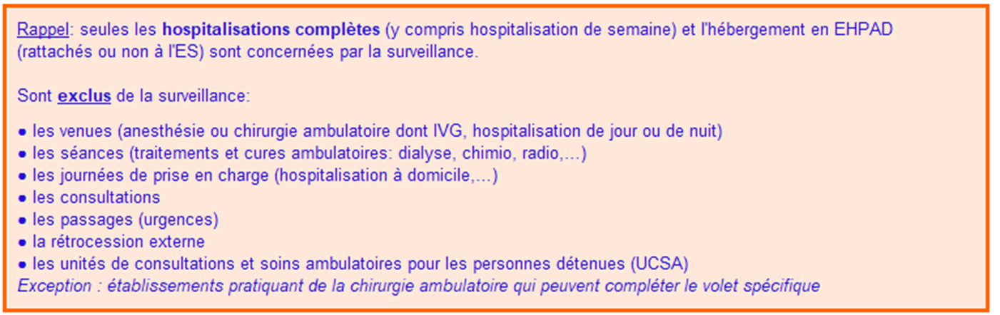 Rappel: seules les hospitalisations complètes (y compris hospitalisation de semaine) et l'hébergement en EHPAD
(rattachés ou non à l'ES) sont concernées par la surveillance.
Sont exclus de la surveillance:
● les venues (anesthésie ou chirurgie ambulatoire dont IVG, hospitalisation de jour ou de nuit)
● les séances (traitements et cures ambulatoires: dialyse, chimio, radio,...)
● les journées de prise en charge (hospitalisation à domicile,...)
● les consultations
● les passages (urgences)
● la rétrocession externe
● les unités de consultations et soins ambulatoires pour les personnes détenues (UCSA)
Exception : établissements pratiquant de la chirurgie ambulatoire qui peuvent compléter le volet spécifique